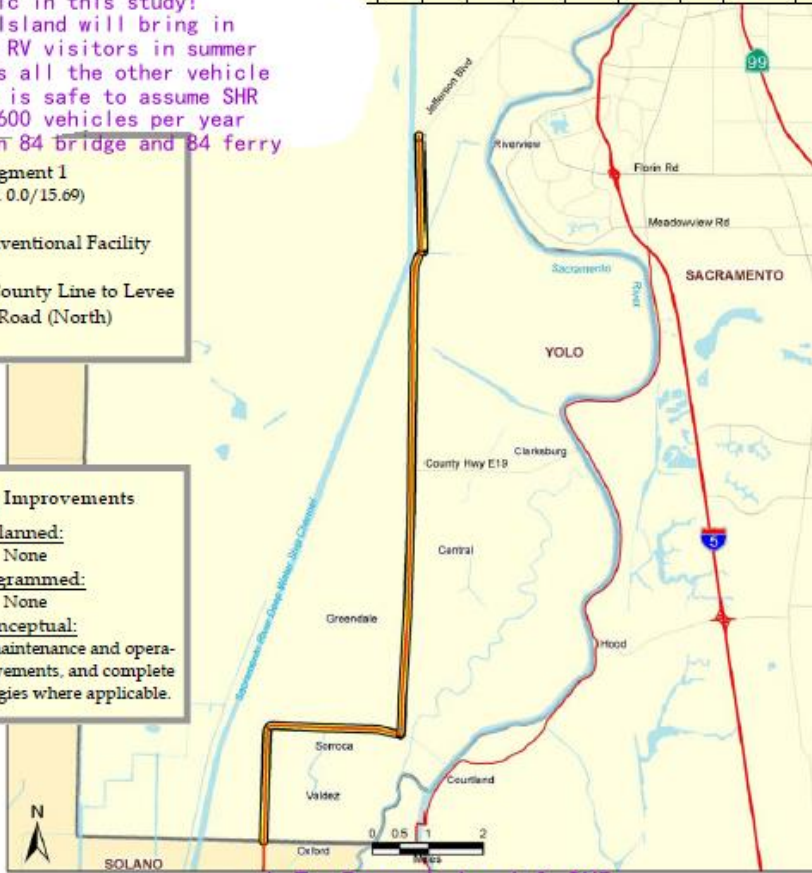 ic in this study!
Island will bring in
RV visitors in summer
s all the other vehicle
is safe to assume SHR
600 vehicles per year
n 84 bridge and 84 ferry
gment 1
0.0/15.69)
ventional Facility
County Line to Levee
Road (North)
Improvements
lanned:
None
grammed:
None
nceptual:
aintenance and opera-
vements, and complete
gies where applicable.
Jefferson Blvd
99
Riverview
Florin Rd
Meadowview Rd
Sacramento
River
SACRAMENTO
YOLO
Clarksburg
County Hwy E19
Central
5
Sacramento River Deep Water Ship Channel
Greendale
Hood
Sorroca
Courtland
Valdez
N
0 0.5 1 2
Miles
Oxford
SOLANO